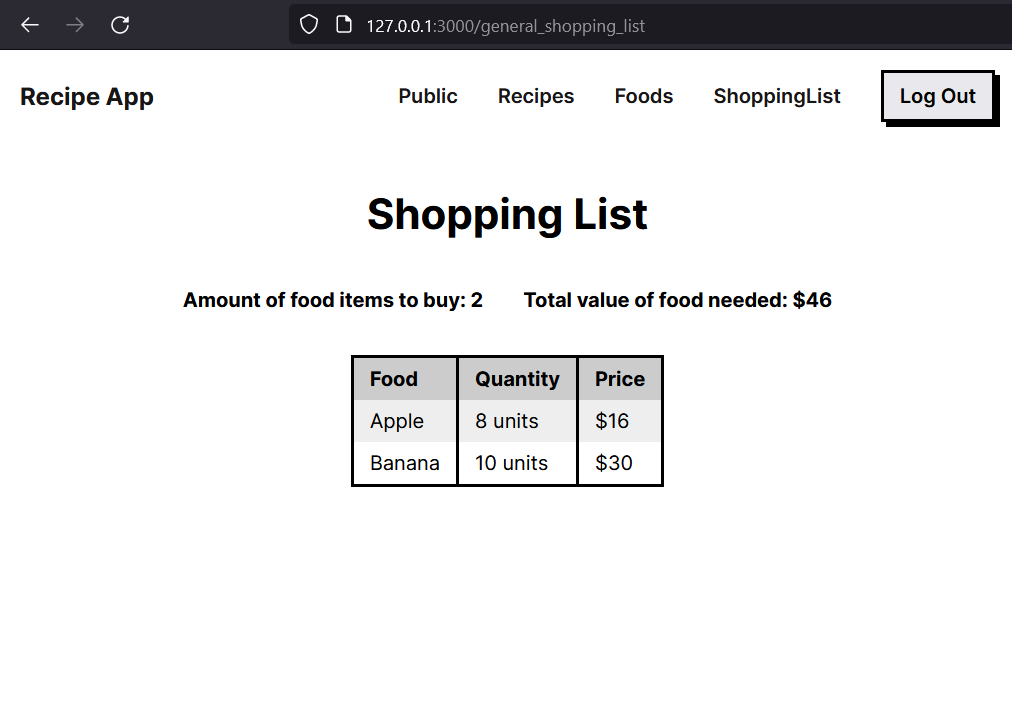 127.0.0.1:3000/general_shopping_list
Recipe App Public Recipes Foods ShoppingList Log Out
Shopping List
Amount of food items to buy: 2 Total value of food needed: $46
Food Quantity Price
Apple 8 units $16
Banana 10 units $30